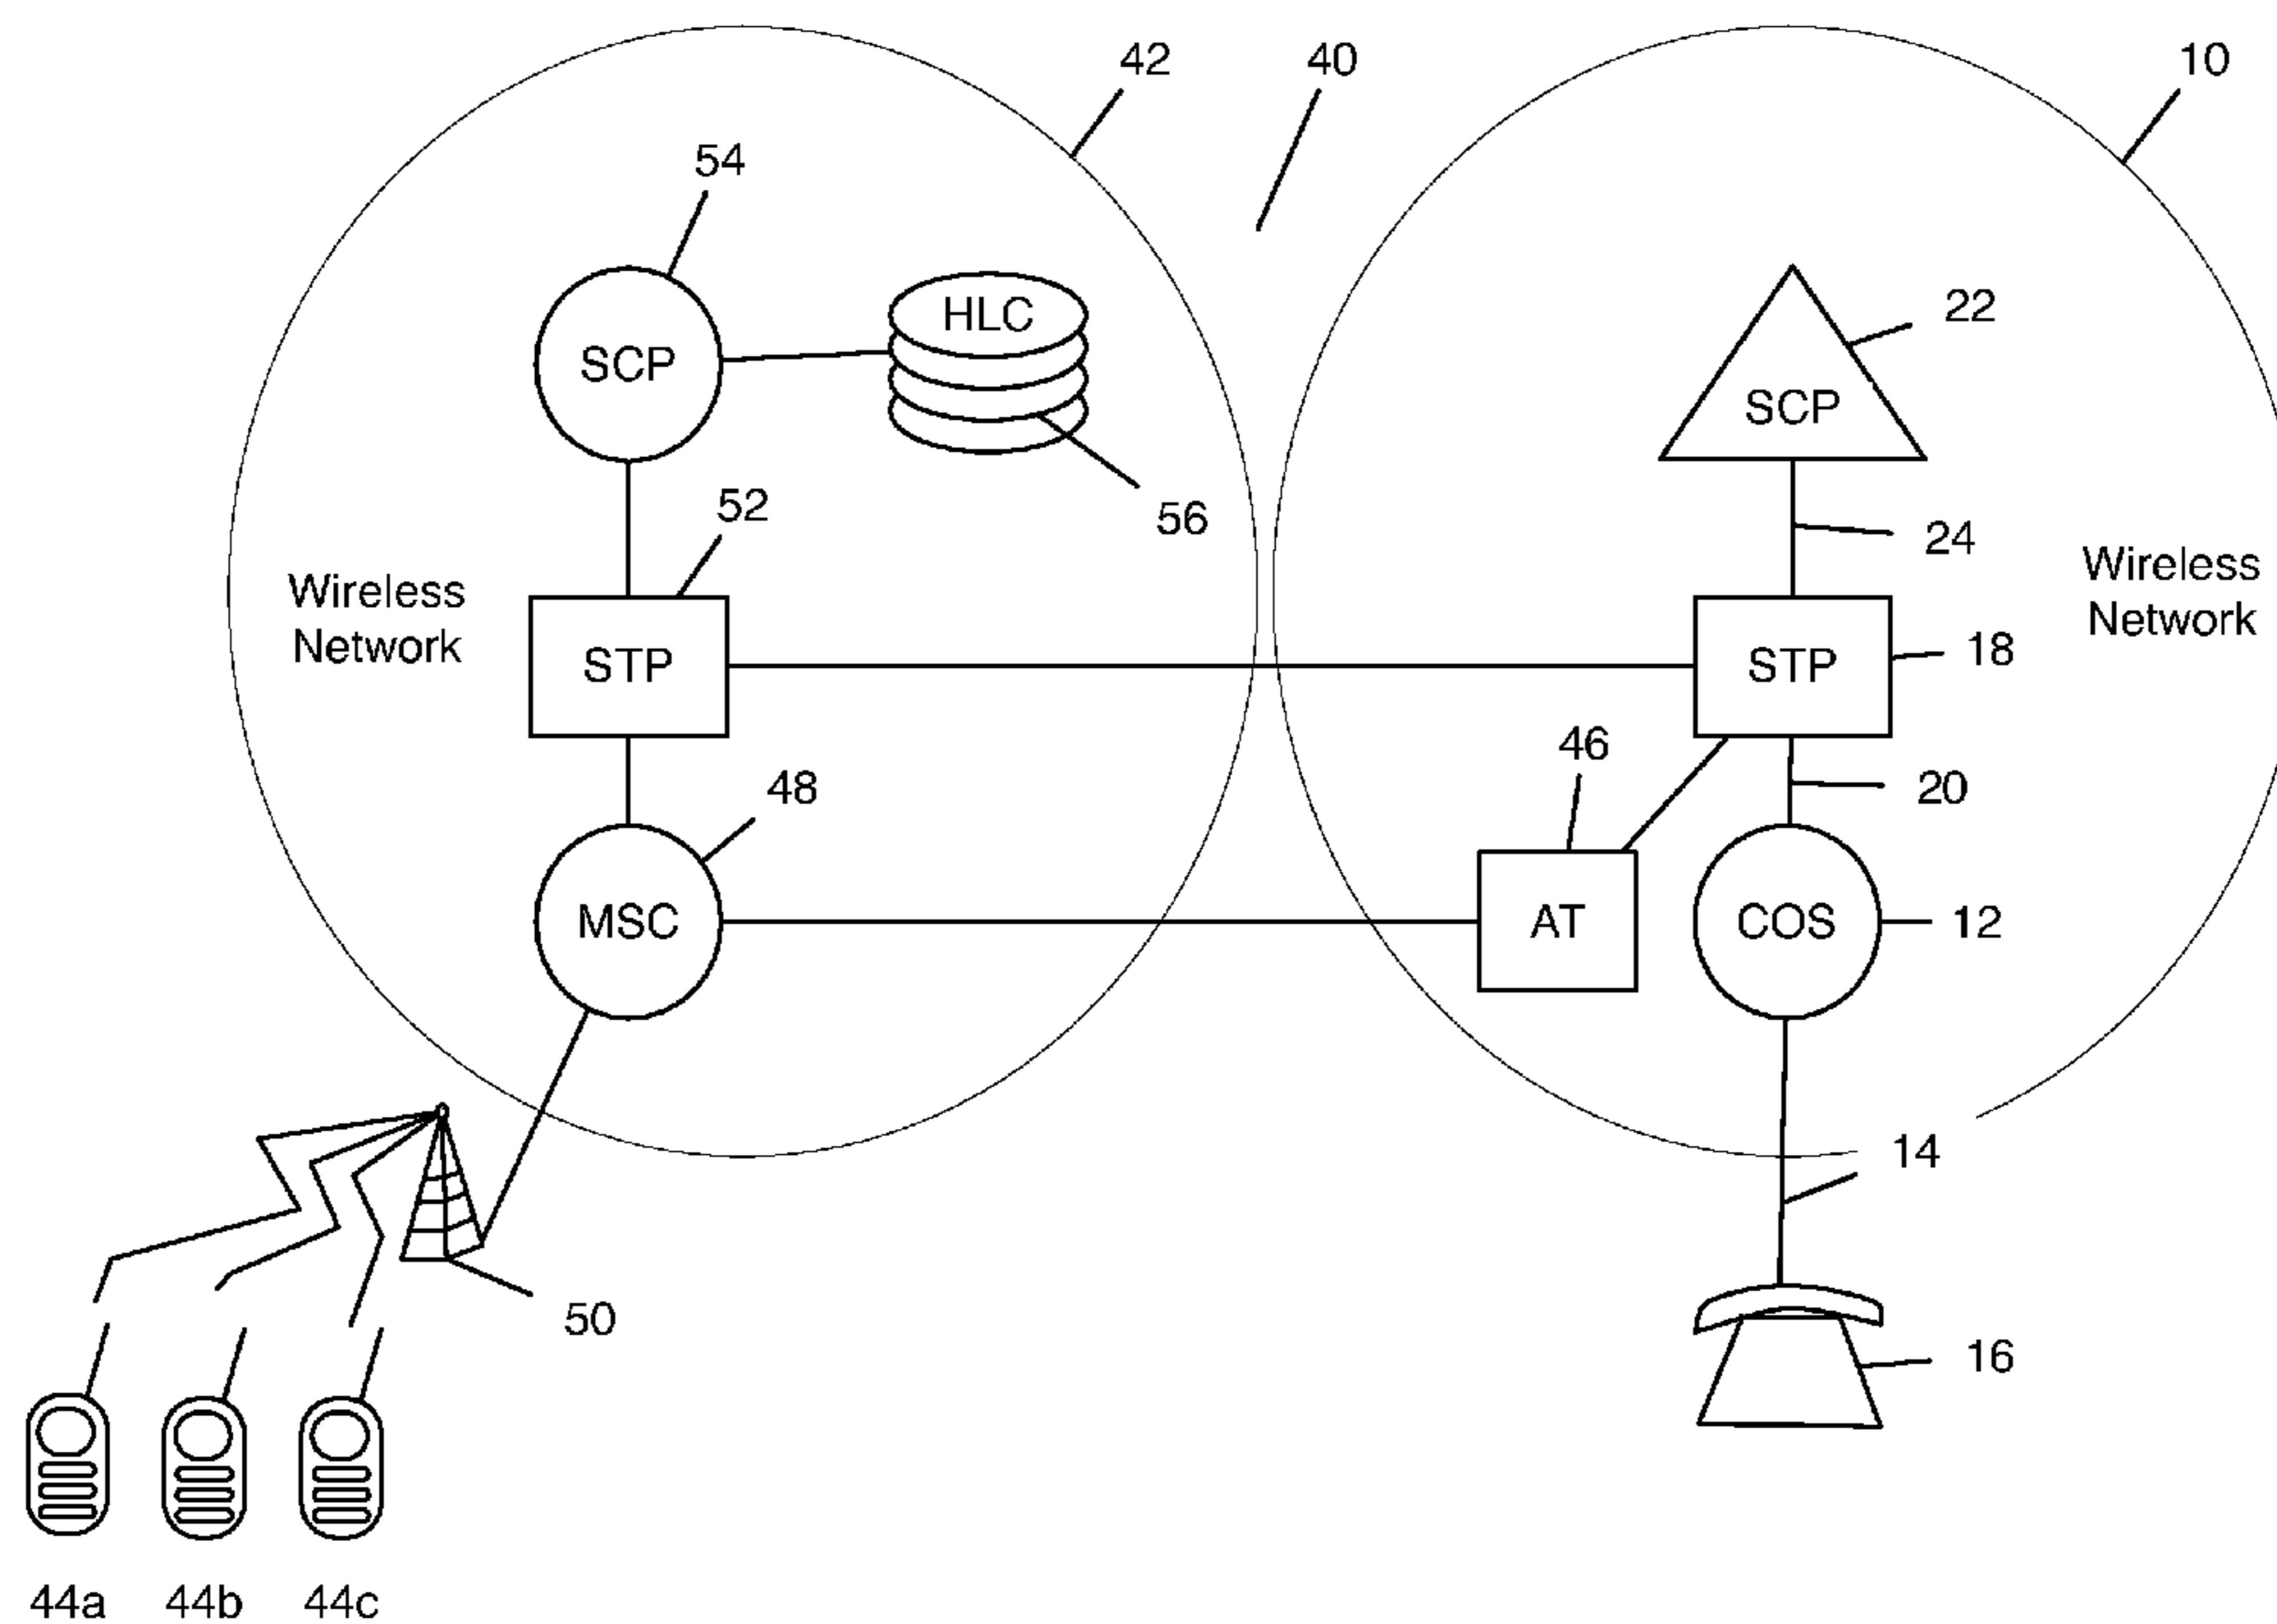 42
40
10
54
HLC
22
SCP
SCP
56
52
24
Wireless
Network
Wireless
Network
STP
STP
18
46
48
20
MSC
AT
COS
12
14
50
16
44a
44b
44c